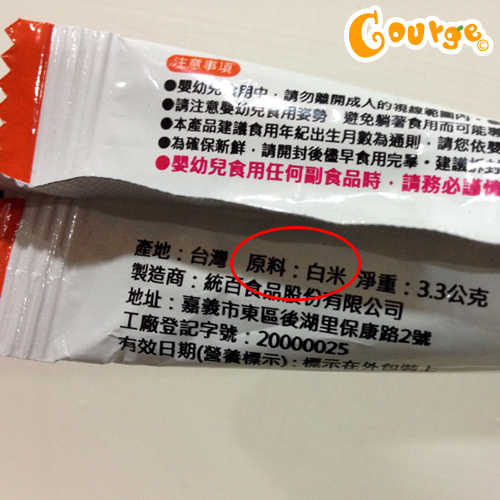 Gourge ©
注意事項
●嬰幼兒食用中，請勿離開成人的視線範圍內
●請注意嬰幼兒食用姿勢，避免躺著食用而可能
●本產品建議食用年紀出生月數為通則，請您依嬰
●為確保新鮮，請開封後儘早食用完畢。建議拆封
●嬰幼兒食用任何副食品時，請務必謹慎
產地：台灣 原料：白米 淨重：3.3公克
製造商：統百食品股份有限公司
地址：嘉義市東區後湖里保康路2號
工廠登記字號：20000025
有效日期(營養標示)：標示在外包裝上